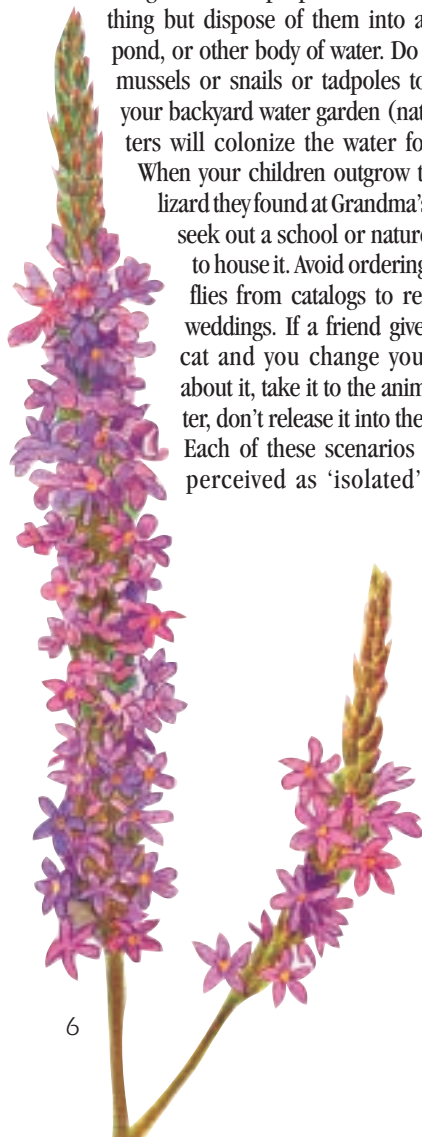 thing but dispose of them into a
pond, or other body of water. Do
mussels or snails or tadpoles to
your backyard water garden (nat
ters will colonize the water fo
When your children outgrow t
lizard they found at Grandma's
seek out a school or nature
to house it. Avoid ordering
flies from catalogs to re
weddings. If a friend give
cat and you change you
about it, take it to the anim
ter, don't release it into the
Each of these scenarios
perceived as 'isolated'
6